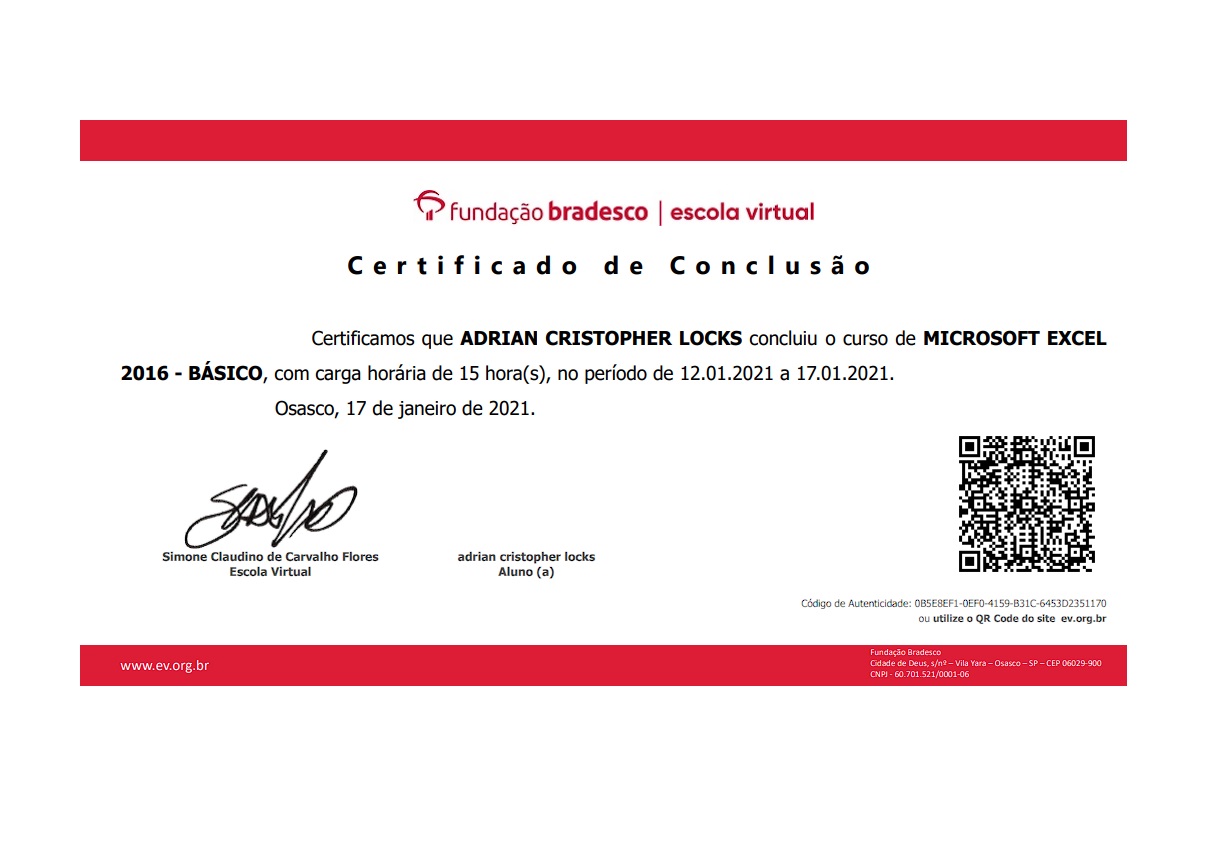 fundação bradesco | escola virtual
Certificado de Conclusão
Certificamos que ADRIAN CRISTOPHER LOCKS concluiu o curso de MICROSOFT EXCEL
2016 - BÁSICO, com carga horária de 15 hora(s), no período de 12.01.2021 a 17.01.2021.
Osasco, 17 de janeiro de 2021.
Simone Claudino de Carvalho Flores
Escola Virtual
adrian cristopher locks
Aluno (a)
Código de Autenticidade: 0B5E8EF1-0EF0-4159-B31C-6453D2351170
ou utilize o QR Code do site ev.org.br
www.ev.org.br
Fundação Bradesco
Cidade de Deus, s/nº – Vila Yara – Osasco – SP – CEP 06029-900
CNPJ - 60.701.521/0001-06